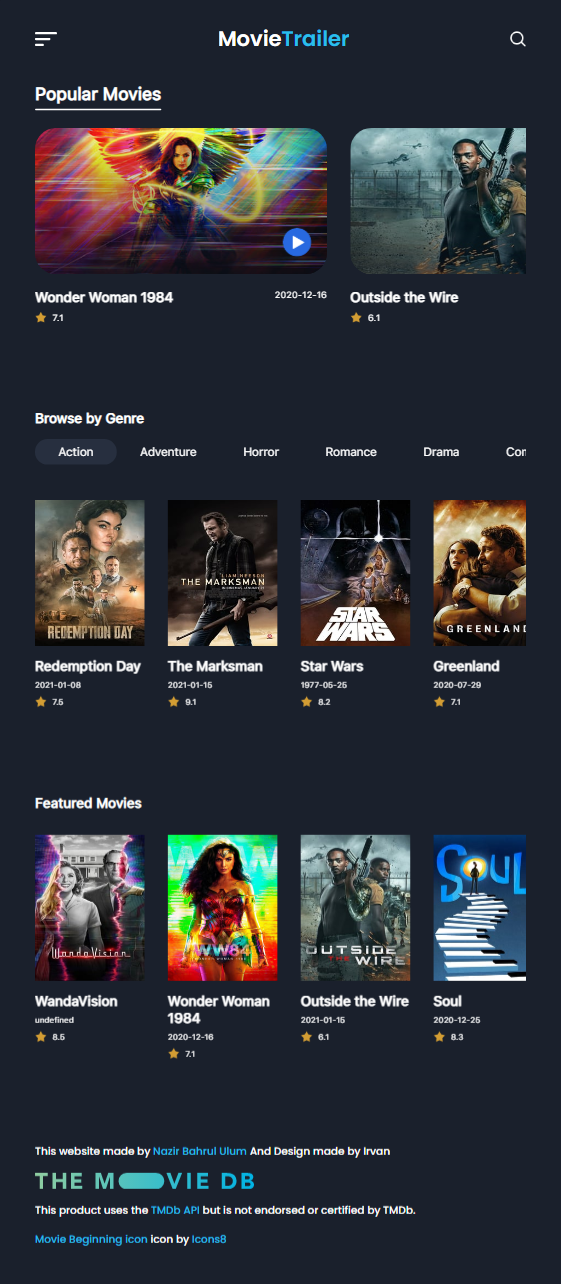 MovieTrailer
Popular Movies
Wonder Woman 1984
2020-12-16
7.1
Outside the Wire
6.1
Browse by Genre
Action Adventure Horror Romance Drama Com
REDEMPTION DAY
LIAM NEESON
THE MARKSMAN
STAR WARS
GREENLAND
Redemption Day
2021-01-08
7.5
The Marksman
2021-01-15
9.1
Star Wars
1977-05-25
8.2
Greenland
2020-07-29
7.1
Featured Movies
WandaVision
WW84
WONDER WOMAN 1984
OUTSIDE
THE WIRE
SOUL
WandaVision
undefined
8.5
Wonder Woman
1984
2020-12-16
7.1
Outside the Wire
2021-01-15
6.1
Soul
2020-12-25
8.3
This website made by Nazir Bahrul Ulum And Design made by Irvan
THE MOVIE DB
This product uses the TMDb API but is not endorsed or certified by TMDb.
Movie Beginning icon icon by Icons8